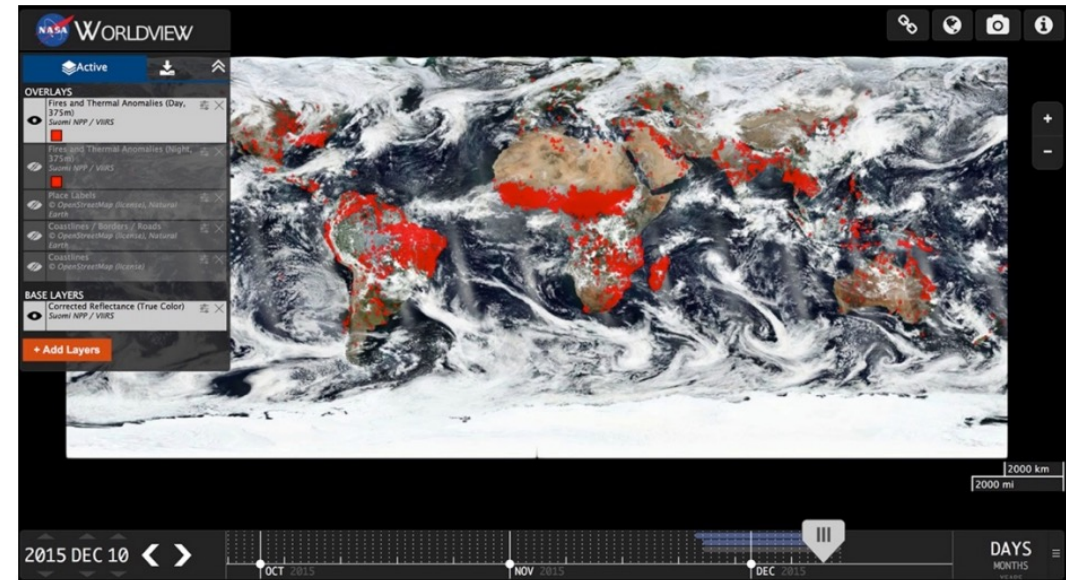 NASA WORLDVIEW
Active
OVERLAYS
Fires and Thermal Anomalies (Day,
375m)
Suomi NPP / VIIRS
Fires and Thermal Anomalies (Night,
375m)
Suomi NPP / VIIRS
Place Labels
© OpenStreetMap (license), Natural
Earth
Coastlines / Borders / Roads
© OpenStreetMap (license), Natural
Earth
Coastlines
© OpenStreetMap (license)
BASE LAYERS
Corrected Reflectance (True Color)
Suomi NPP / VIIRS
+ Add Layers
+
-
2000 km
2000 mi
2015 DEC 10
OCT 2015
NOV 2015
DEC 2015
DAYS
MONTHS
YEARS